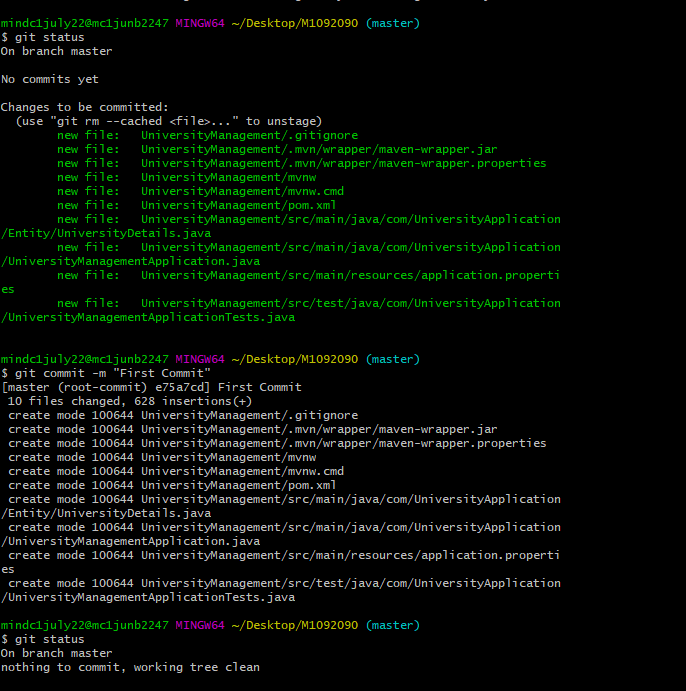 mindc1july22@mc1junb2247 MINGW64 ~/Desktop/M1092090 (master)
$ git status
On branch master
No commits yet
Changes to be committed:
  (use "git rm --cached <file>..." to unstage)
        new file:   UniversityManagement/.gitignore
        new file:   UniversityManagement/.mvn/wrapper/maven-wrapper.jar
        new file:   UniversityManagement/.mvn/wrapper/maven-wrapper.properties
        new file:   UniversityManagement/mvnw
        new file:   UniversityManagement/mvnw.cmd
        new file:   UniversityManagement/pom.xml
        new file:   UniversityManagement/src/main/java/com/UniversityApplication
/Entity/UniversityDetails.java
        new file:   UniversityManagement/src/main/java/com/UniversityApplication
/UniversityManagementApplication.java
        new file:   UniversityManagement/src/main/resources/application.properti
es
        new file:   UniversityManagement/src/test/java/com/UniversityApplication
/UniversityManagementApplicationTests.java
mindc1july22@mc1junb2247 MINGW64 ~/Desktop/M1092090 (master)
$ git commit -m "First Commit"
[master (root-commit) e75a7cd] First Commit
 10 files changed, 628 insertions(+)
 create mode 100644 UniversityManagement/.gitignore
 create mode 100644 UniversityManagement/.mvn/wrapper/maven-wrapper.jar
 create mode 100644 UniversityManagement/.mvn/wrapper/maven-wrapper.properties
 create mode 100644 UniversityManagement/mvnw
 create mode 100644 UniversityManagement/mvnw.cmd
 create mode 100644 UniversityManagement/pom.xml
 create mode 100644 UniversityManagement/src/main/java/com/UniversityApplication
/Entity/UniversityDetails.java
 create mode 100644 UniversityManagement/src/main/java/com/UniversityApplication
/UniversityManagementApplication.java
 create mode 100644 UniversityManagement/src/main/resources/application.properti
es
 create mode 100644 UniversityManagement/src/test/java/com/UniversityApplication
/UniversityManagementApplicationTests.java
mindc1july22@mc1junb2247 MINGW64 ~/Desktop/M1092090 (master)
$ git status
On branch master
nothing to commit, working tree clean